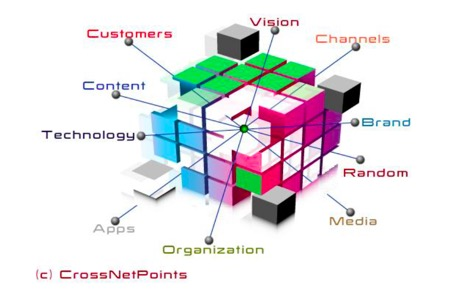 Vision
Customers
Channels
Content
Brand
Technology
Random
Apps
Media
Organization
(c) CrossNetPoints